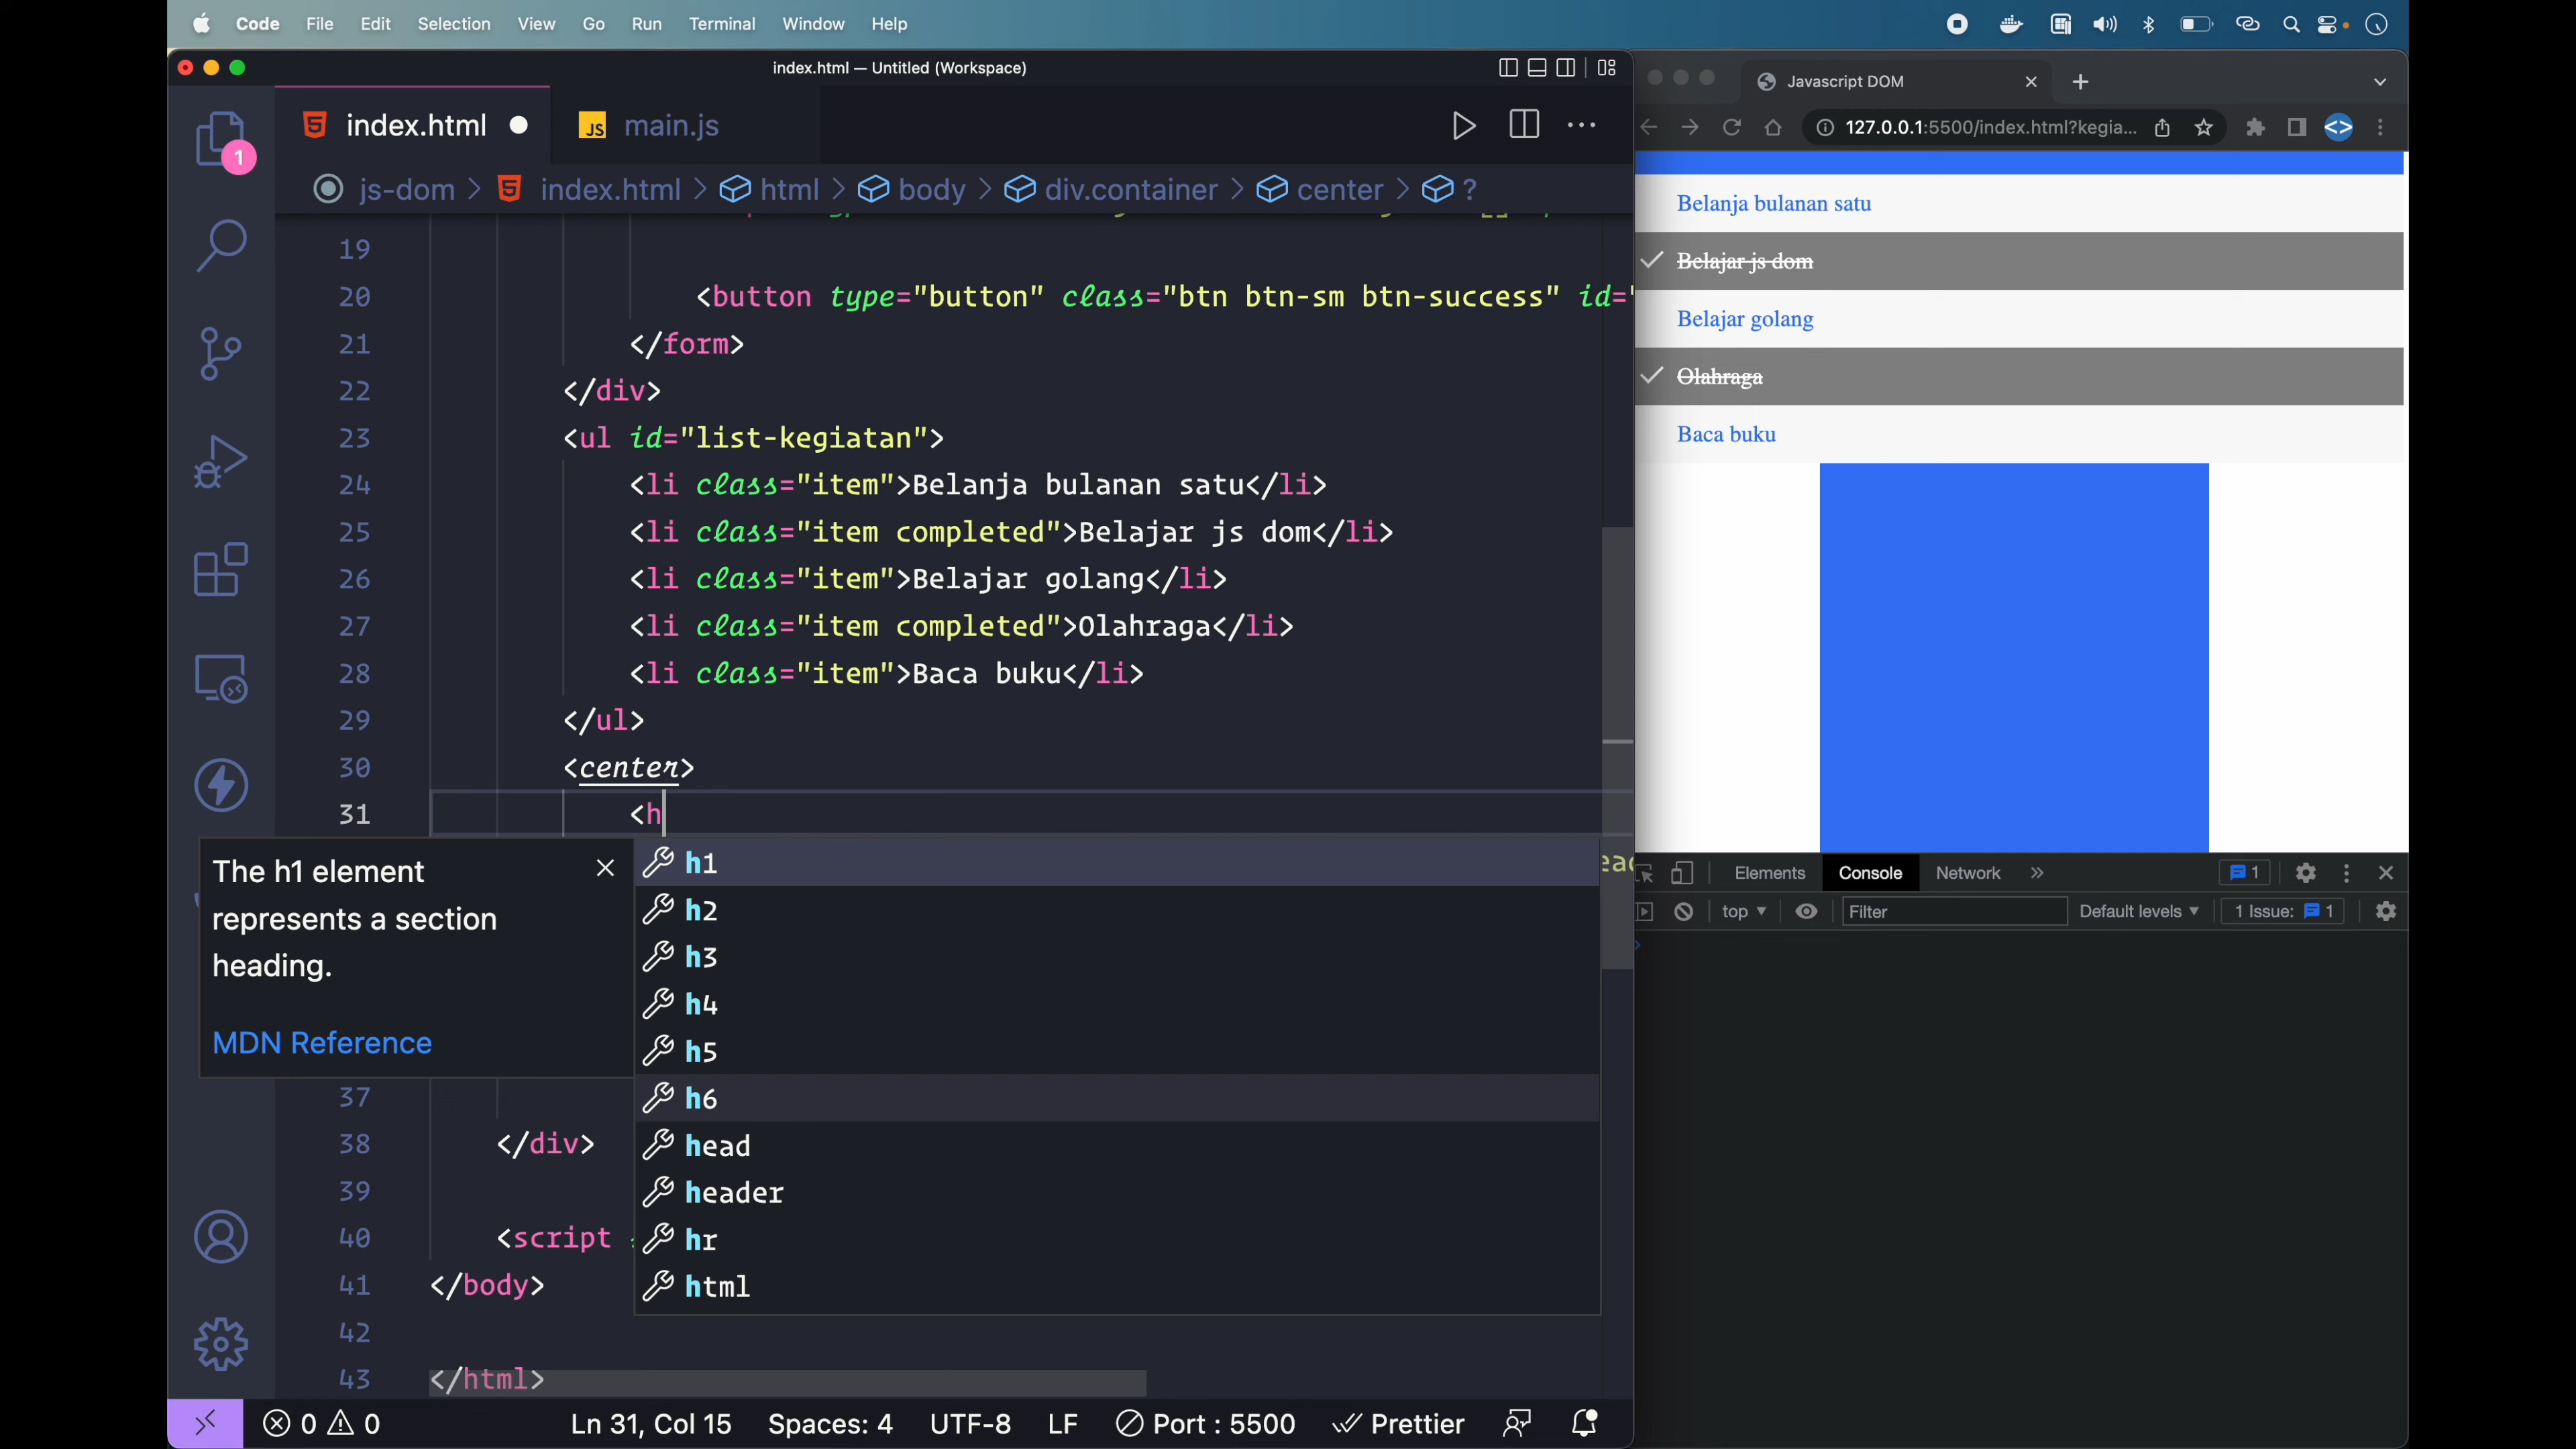 Code File Edit Selection View Go Run Terminal Window Help
index.html — Untitled (Workspace)
index.html
JS main.js
1
js-dom > index.html > html > body > div.container > center > ?
19
20 <button type="button" class="btn btn-sm btn-success" id="
21 </form>
22 </div>
23 <ul id="list-kegiatan">
24 <li class="item">Belanja bulanan satu</li>
25 <li class="item completed">Belajar js dom</li>
26 <li class="item">Belajar golang</li>
27 <li class="item completed">Olahraga</li>
28 <li class="item">Baca buku</li>
29 </ul>
30 <center>
31 <h
The h1 element
represents a section
heading.
MDN Reference
h1
h2
h3
h4
h5
h6
head
header
hr
html
37
38 </div>
39
40 <script
41 </body>
42
43 </html>
0 0 Ln 31, Col 15 Spaces: 4 UTF-8 LF Port : 5500 Prettier
Javascript DOM
127.0.0.1:5500/index.html?kegia...
Belanja bulanan satu
Belajar js dom
Belajar golang
Olahraga
Baca buku
Elements Console Network » 1
top Filter Default levels 1 Issue: 1